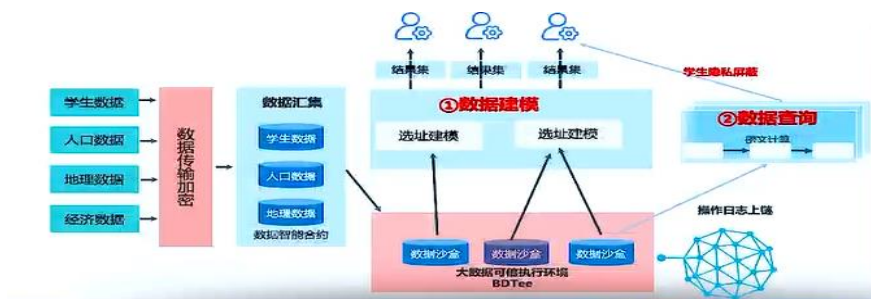 结果集 结果集 结果集
学生隐私屏蔽
学生数据
人口数据
地理数据
经济数据
数据传输加密
数据汇集
学生数据
人口数据
地理数据
数据智能合约
①数据建模
选址建模 选址建模
②数据查询
密文计算
操作日志上链
数据沙盒 数据沙盒 数据沙盒
大数据可信执行环境
BDTee